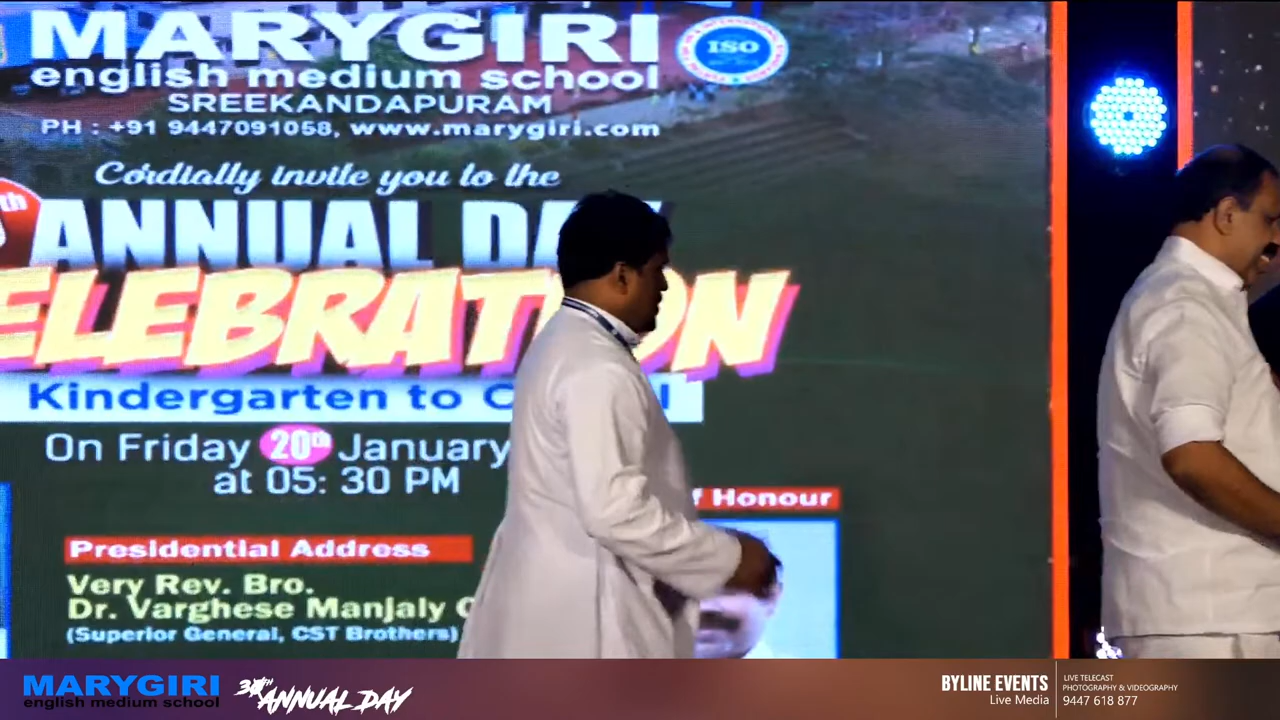 MARYGIRI
english medium school
SREEKANDAPURAM
PH : +91 9447091058, www.marygiri.com
ISO
Cordially invite you to the
th
ANNUAL DA
ELEBRATION
Kindergarten to
On Friday 20th January
at 05: 30 PM
f Honour
Presidential Address
Very Rev. Bro.
Dr. Varghese Manjaly C
(Superior General, CST Brothers)
MARYGIRI
english medium school
ANNUAL DAY
BYLINE EVENTS
Live Media
LIVE TELECAST
PHOTOGRAPHY & VIDEOGRAPHY
9447 618 877